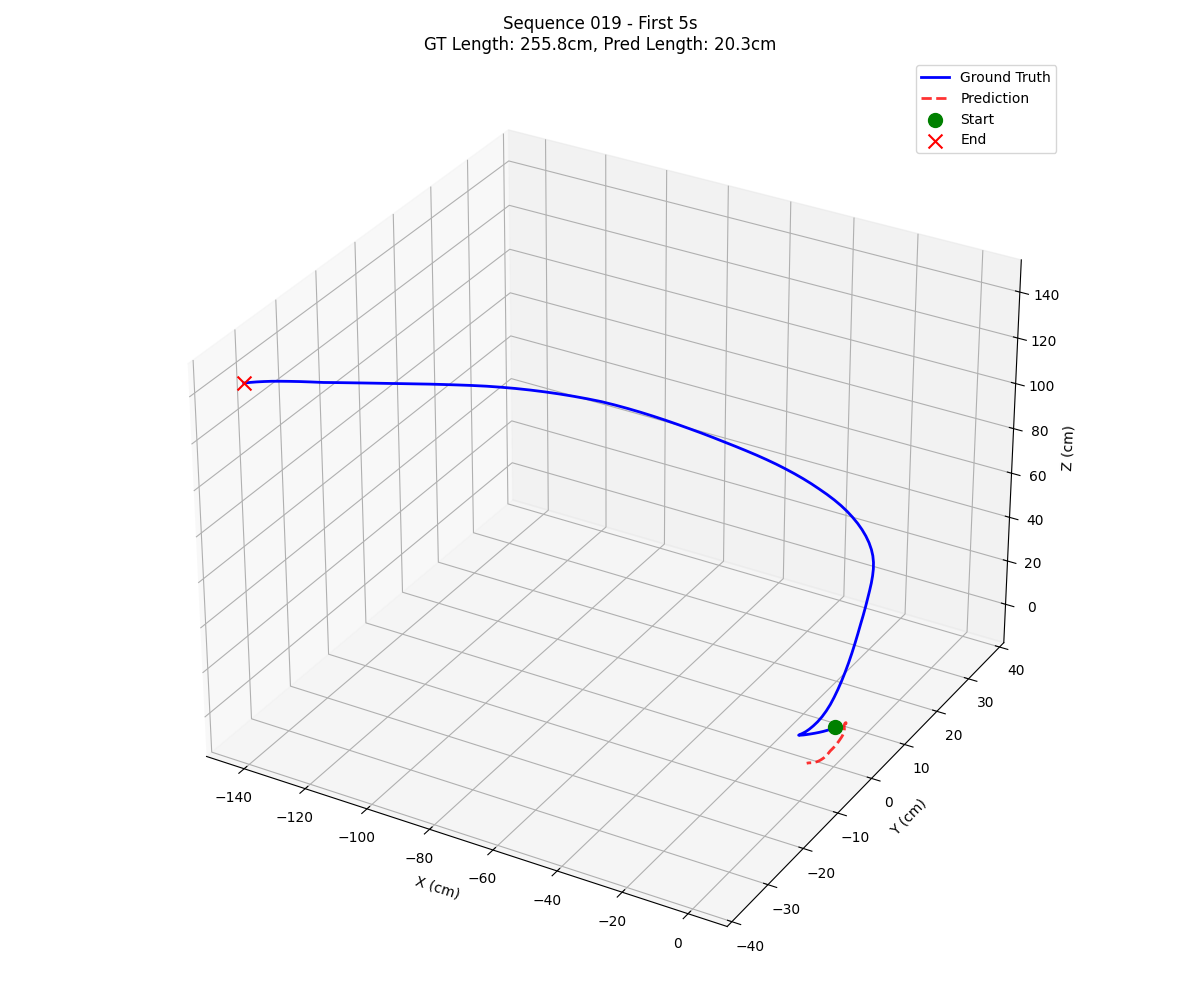 Sequence 019 - First 5s
GT Length: 255.8cm, Pred Length: 20.3cm
Ground Truth
Prediction
Start
End
140
120
100
80
60
40
20
0
Z (cm)
40
30
20
10
0
−10
−20
−30
−40
Y (cm)
−140
−120
−100
−80
−60
−40
−20
0
X (cm)